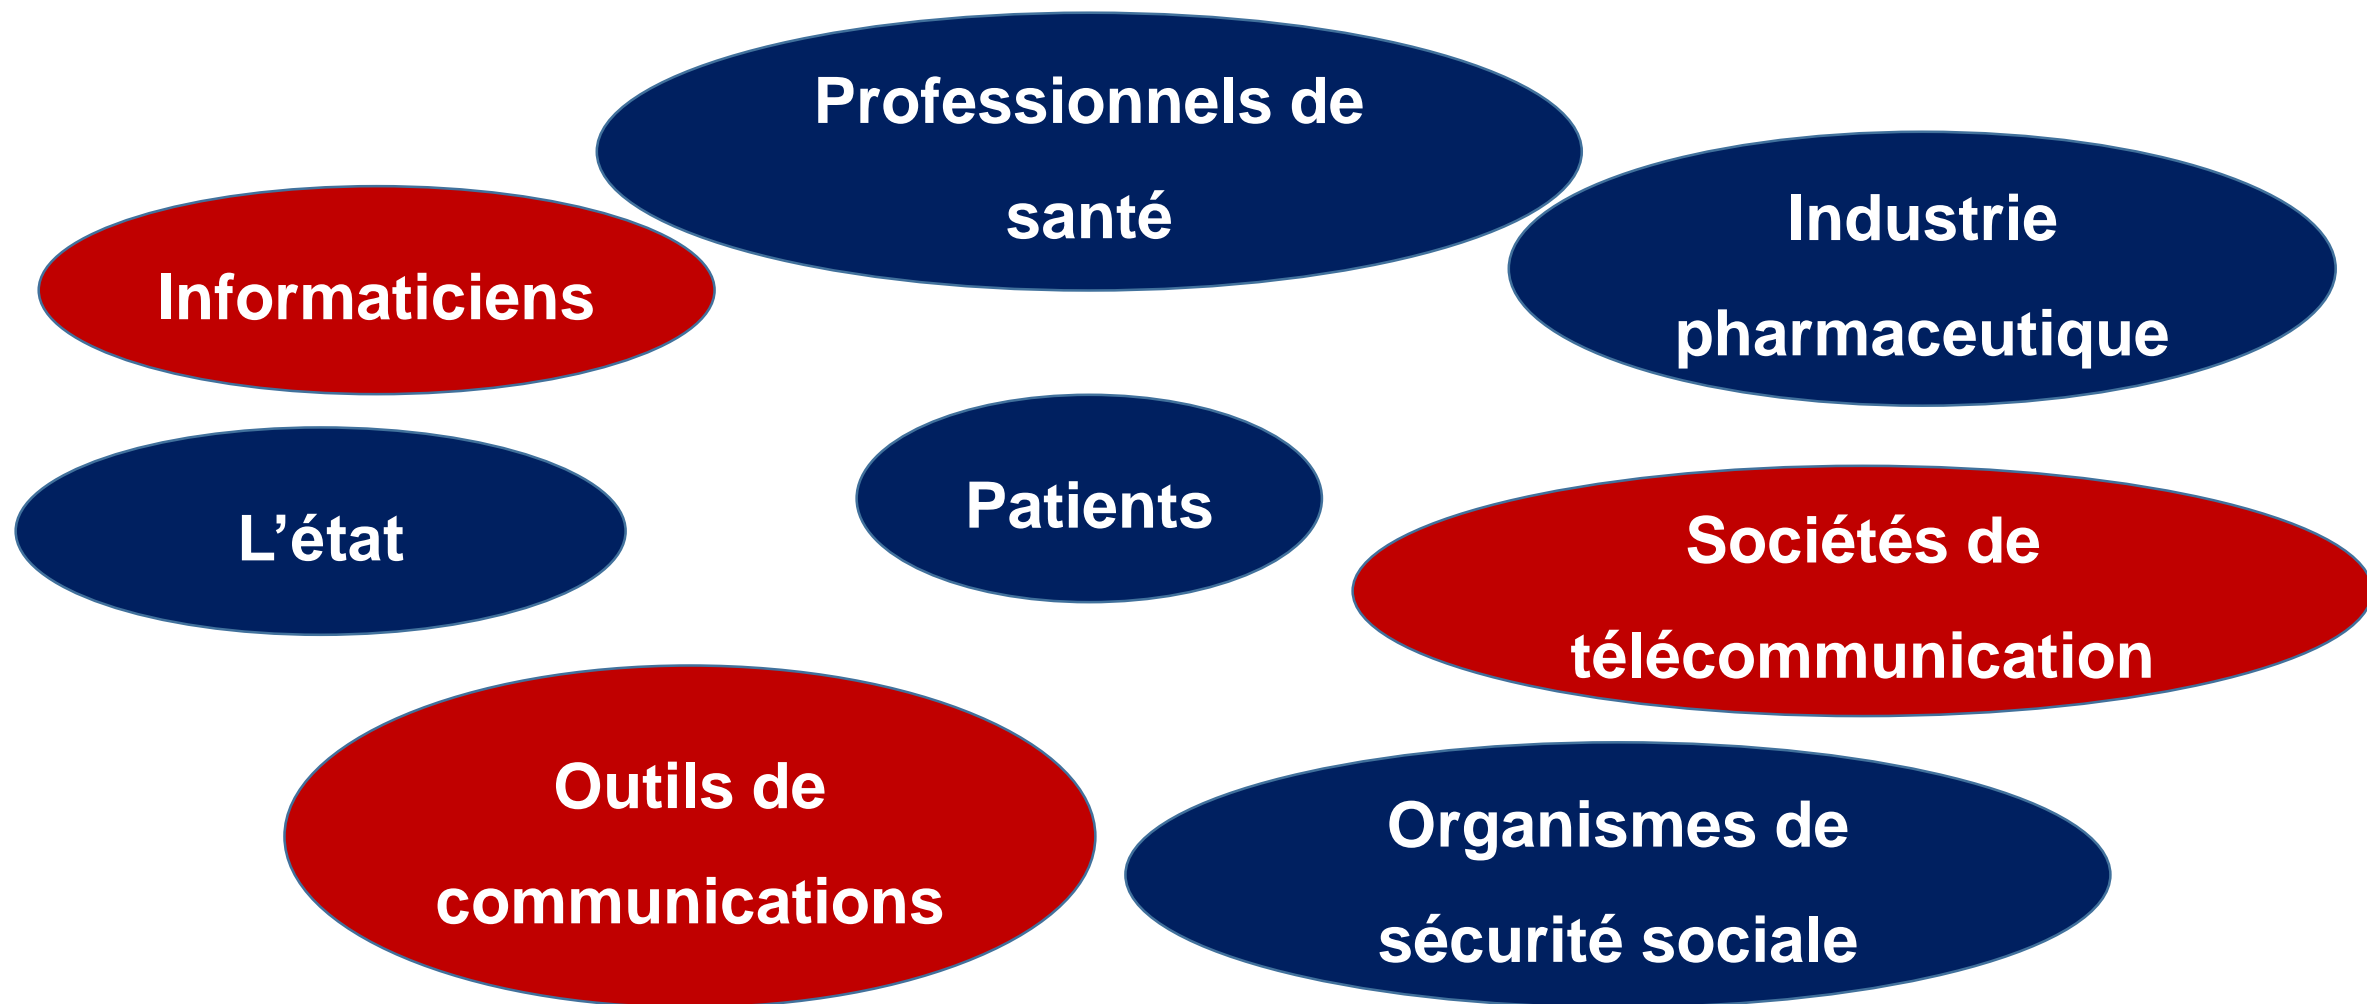 Professionnels de
santé
Industrie
pharmaceutique
Informaticiens
Patients
L’état
Sociétés de
télécommunication
Outils de
communications
Organismes de
sécurité sociale